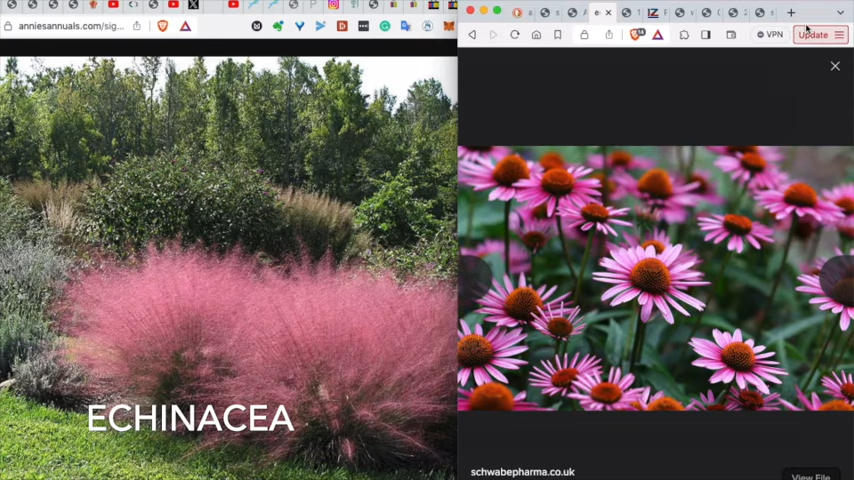 anniesannuals.com/sig...
VPN
Update
ECHINACEA
schwabepharma.co.uk
View File